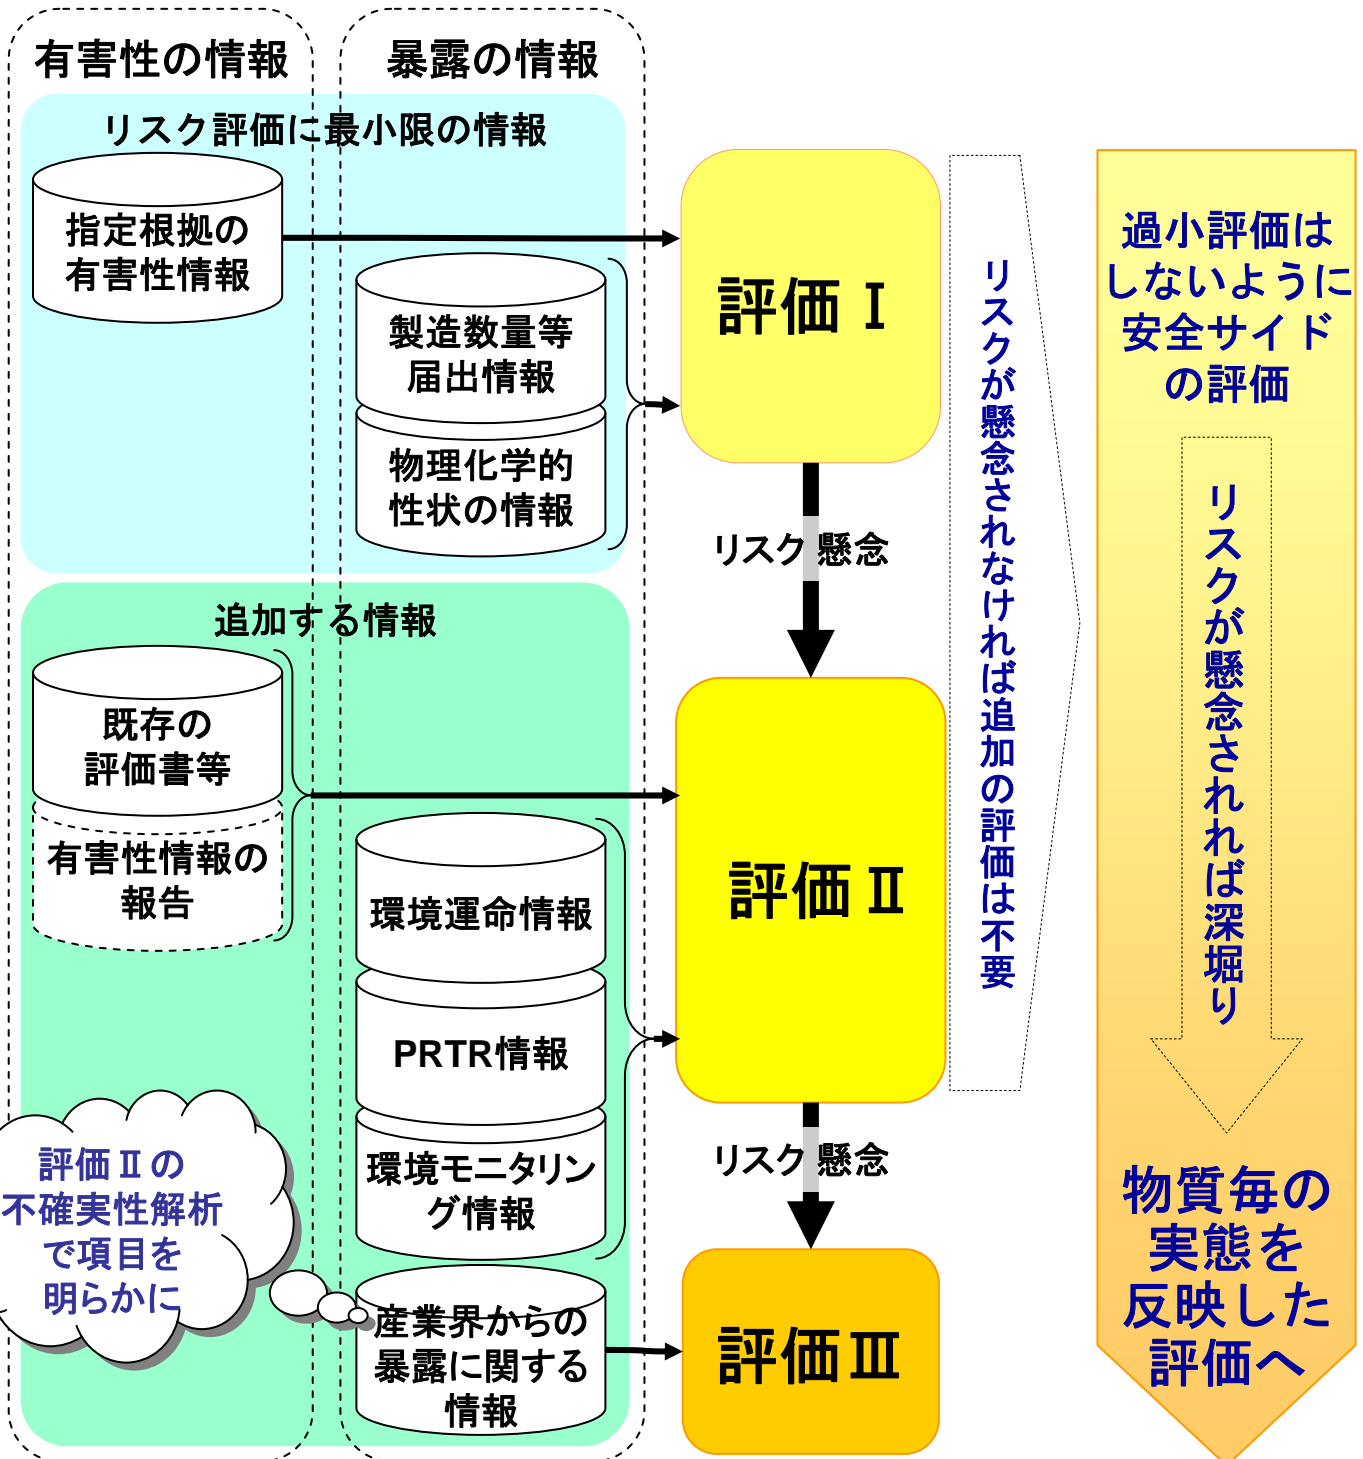 有害性の情報
暴露の情報
リスク評価に最小限の情報
指定根拠の
有害性情報
製造数量等
届出情報
物理化学的
性状の情報
追加する情報
既存の
評価書等
有害性情報の
報告
環境運命情報
PRTR情報
環境モニタリン
グ情報
産業界からの
暴露に関する
情報
評価Ⅱの
不確実性解析
で項目を
明らかに
評価Ⅰ
リスク懸念
評価Ⅱ
リスク懸念
評価Ⅲ
リスクが懸念されなければ追加の評価は不要
過小評価は
しないように
安全サイド
の評価
リスクが懸念されれば深堀り
物質毎の
実態を
反映した
評価へ